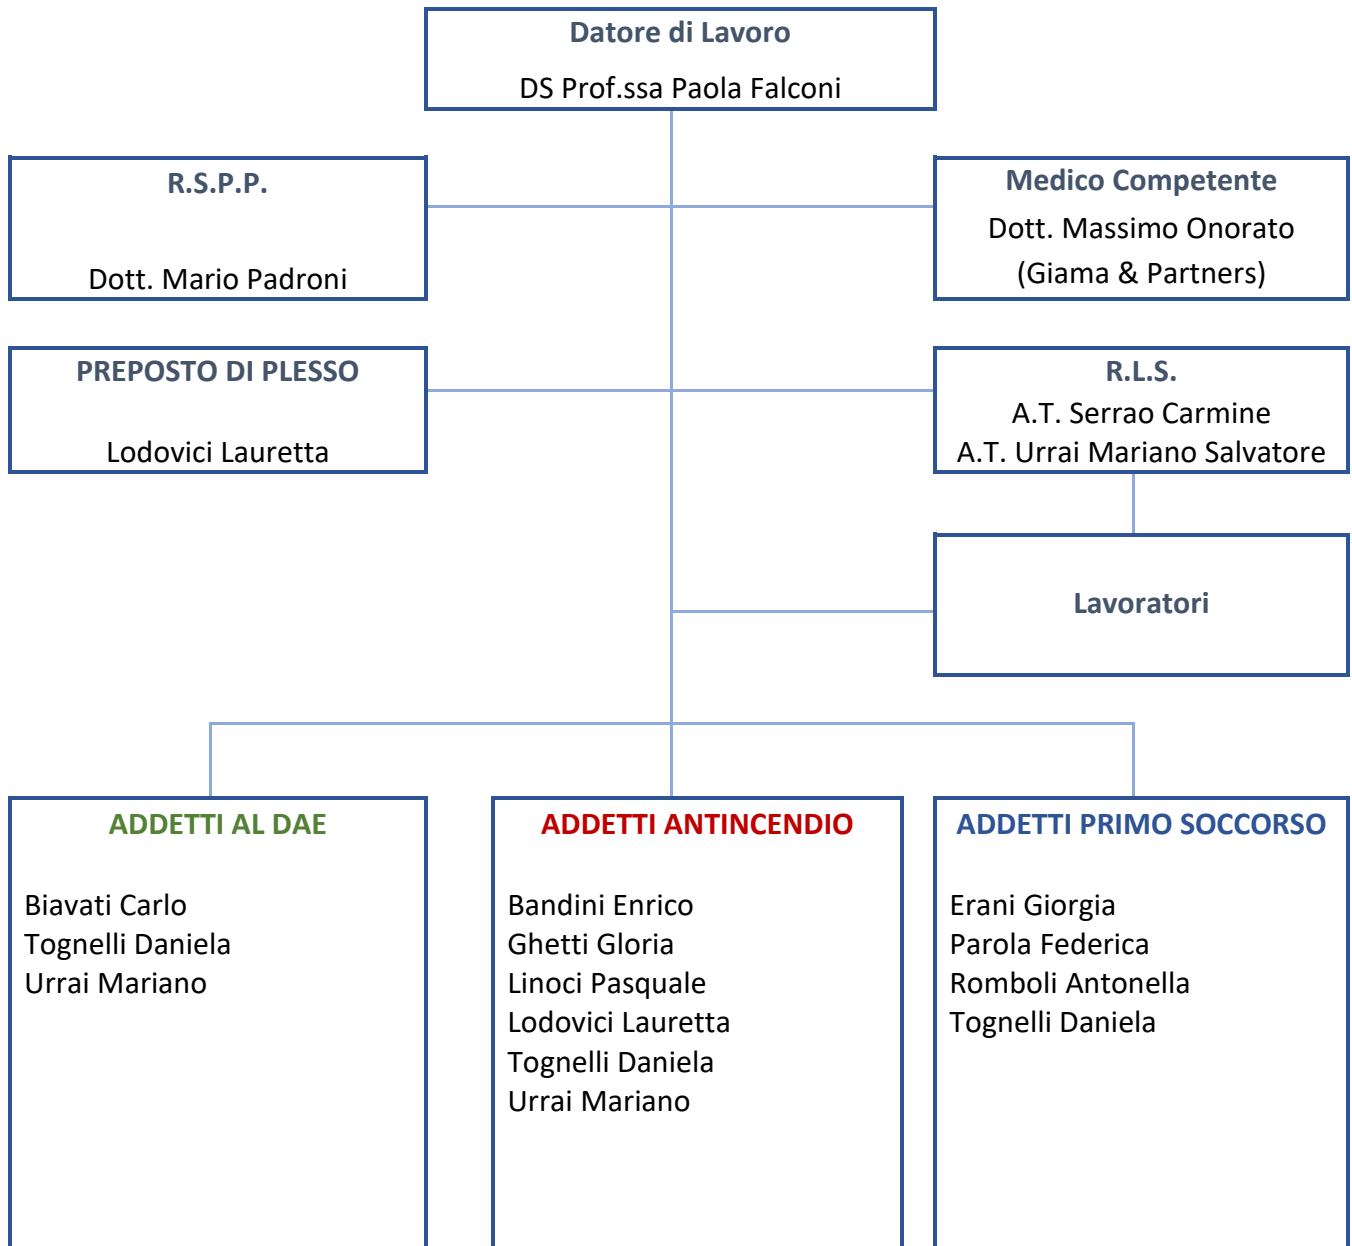 Datore di Lavoro
DS Prof.ssa Paola Falconi
R.S.P.P.
Dott. Mario Padroni
Medico Competente
Dott. Massimo Onorato
(Giama & Partners)
PREPOSTO DI PLESSO
Lodovici Lauretta
R.L.S.
A.T. Serrao Carmine
A.T. Urrai Mariano Salvatore
Lavoratori
ADDETTI AL DAE
Biavati Carlo
Tognelli Daniela
Urrai Mariano
ADDETTI ANTINCENDIO
Bandini Enrico
Ghetti Gloria
Linoci Pasquale
Lodovici Lauretta
Tognelli Daniela
Urrai Mariano
ADDETTI PRIMO SOCCORSO
Erani Giorgia
Parola Federica
Romboli Antonella
Tognelli Daniela